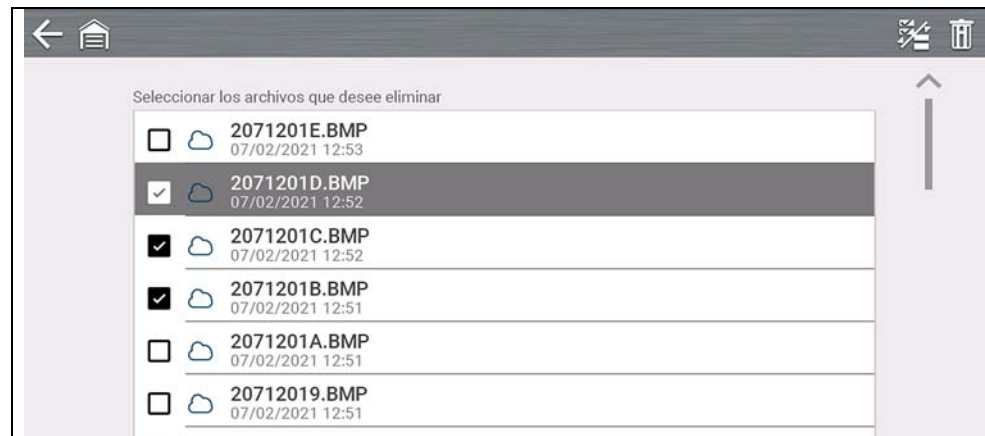 Seleccionar los archivos que desee eliminar
2071201E.BMP
07/02/2021 12:53
2071201D.BMP
07/02/2021 12:52
2071201C.BMP
07/02/2021 12:52
2071201B.BMP
07/02/2021 12:51
2071201A.BMP
07/02/2021 12:51
20712019.BMP
07/02/2021 12:51